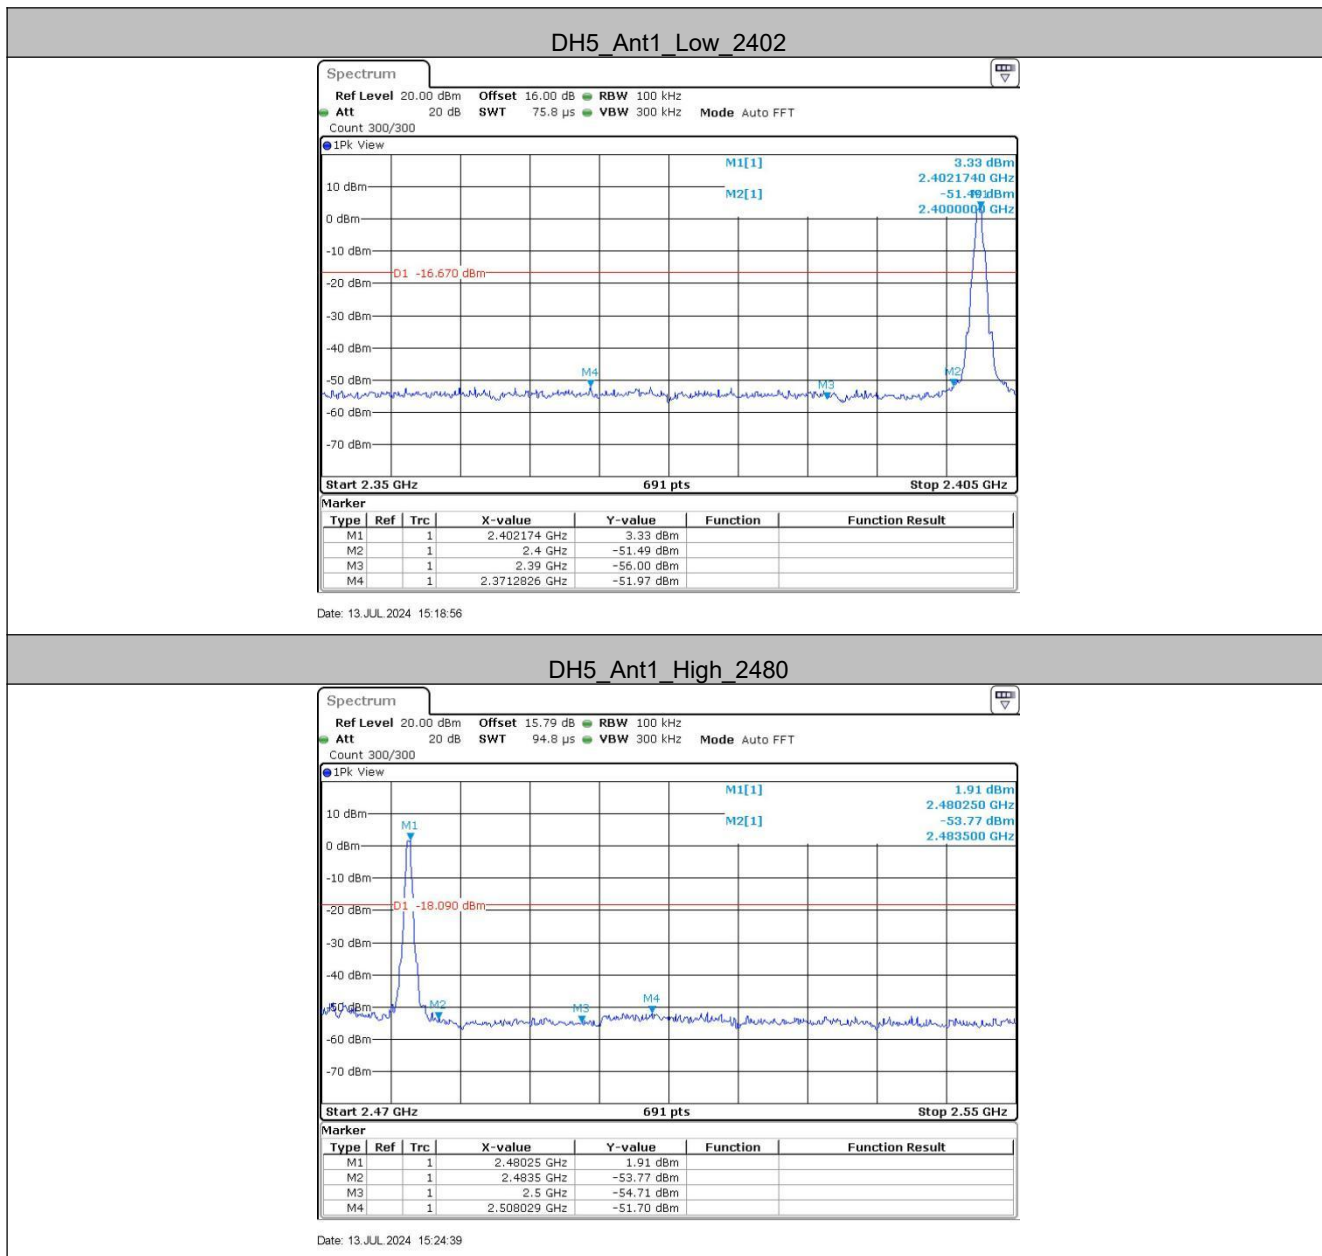 DH5_Ant1_Low_2402
Spectrum
Ref Level 20.00 dBm Offset 16.00 dB RBW 100 kHz
Att 20 dB SWT 75.8 µs VBW 300 kHz Mode Auto FFT
Count 300/300
1Pk View
M1[1] 3.33 dBm
2.4021740 GHz
M2[1] -51.49 dBm
2.4000000 GHz
M1
10 dBm
0 dBm
-10 dBm
D1 -16.670 dBm
-20 dBm
-30 dBm
-40 dBm
M4
M2
-50 dBm
M3
-60 dBm
-70 dBm
Start 2.35 GHz 691 pts Stop 2.405 GHz
Marker
Type Ref Trc X-value Y-value Function Function Result
M1 1 2.402174 GHz 3.33 dBm
M2 1 2.4 GHz -51.49 dBm
M3 1 2.39 GHz -56.00 dBm
M4 1 2.3712826 GHz -51.97 dBm
Date: 13.JUL.2024 15:18:56
DH5_Ant1_High_2480
Spectrum
Ref Level 20.00 dBm Offset 15.79 dB RBW 100 kHz
Att 20 dB SWT 94.8 µs VBW 300 kHz Mode Auto FFT
Count 300/300
1Pk View
M1[1] 1.91 dBm
2.480250 GHz
M2[1] -53.77 dBm
2.483500 GHz
10 dBm
M1
0 dBm
-10 dBm
D1 -18.090 dBm
-20 dBm
-30 dBm
-40 dBm
M4
-50 dBm
M2
M3
-60 dBm
-70 dBm
Start 2.47 GHz 691 pts Stop 2.55 GHz
Marker
Type Ref Trc X-value Y-value Function Function Result
M1 1 2.48025 GHz 1.91 dBm
M2 1 2.4835 GHz -53.77 dBm
M3 1 2.5 GHz -54.71 dBm
M4 1 2.508029 GHz -51.70 dBm
Date: 13.JUL.2024 15:24:39